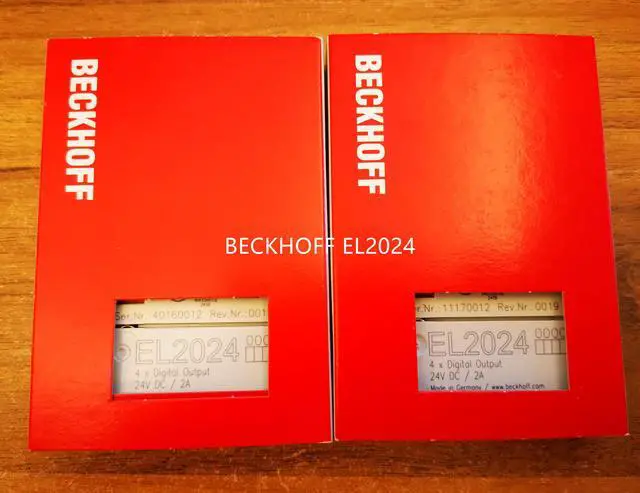 BECKHOFF
BECKHOFF
BECKHOFF EL2024
Ser.Nr: 40160012 Rev.Nr.:001
EL2024
4 x Digital Output
24V DC / 2A
Nr.: 11170012 Rev.Nr.: 0019
EL2024
4 x Digital Output
24V DC / 2A
Made in Germany / www.beckhoff.com